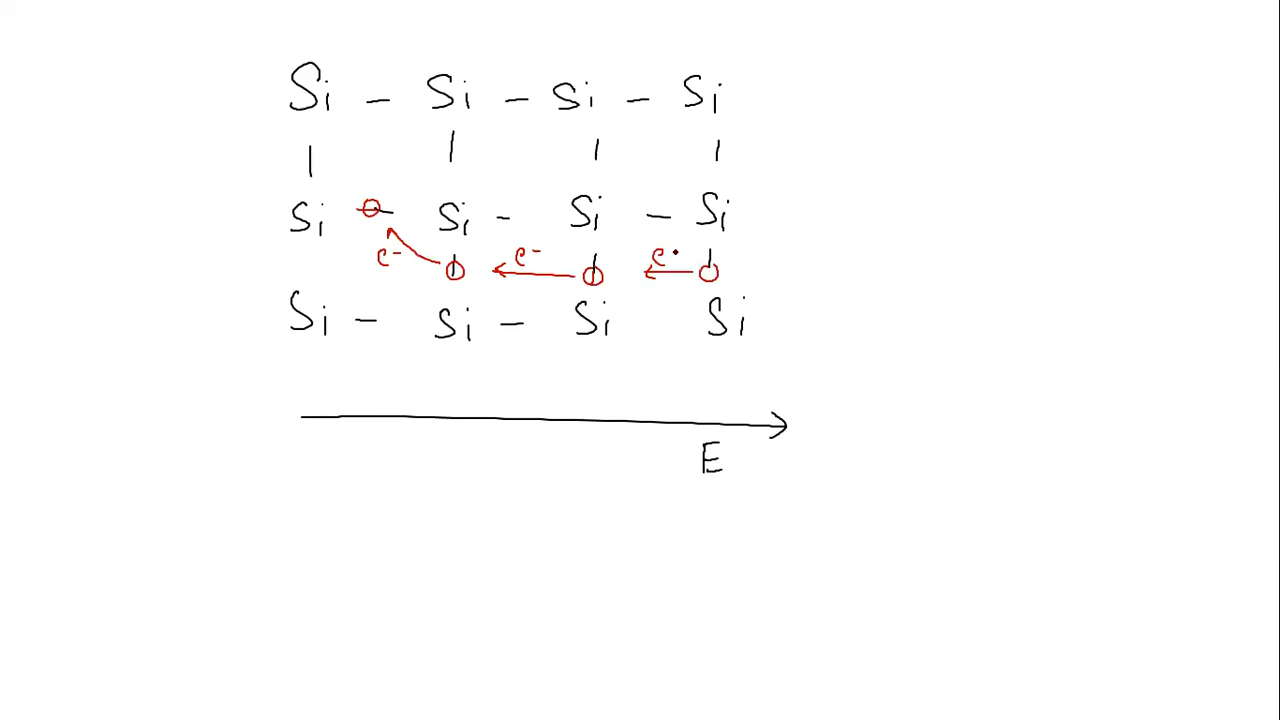 Si - Si - Si - Si
Si - Si - Si - Si
e- e- e-
Si - Si - Si Si
E